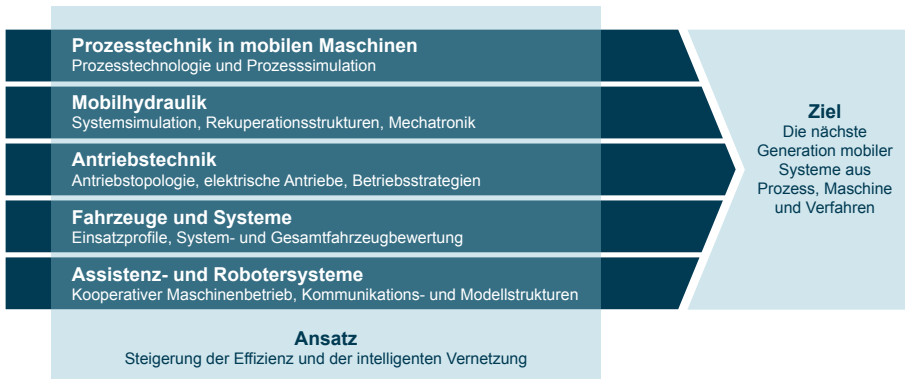 Prozesstechnik in mobilen Maschinen
Prozesstechnologie und Prozesssimulation
Mobilhydraulik
Systemsimulation, Rekuperationsstrukturen, Mechatronik
Antriebstechnik
Antriebstopologie, elektrische Antriebe, Betriebsstrategien
Fahrzeuge und Systeme
Einsatzprofile, System- und Gesamtfahrzeugbewertung
Assistenz- und Robotersysteme
Kooperativer Maschinenbetrieb, Kommunikations- und Modellstrukturen
Ansatz
Steigerung der Effizienz und der intelligenten Vernetzung
Ziel
Die nächste
Generation mobiler
Systeme aus
Prozess, Maschine
und Verfahren